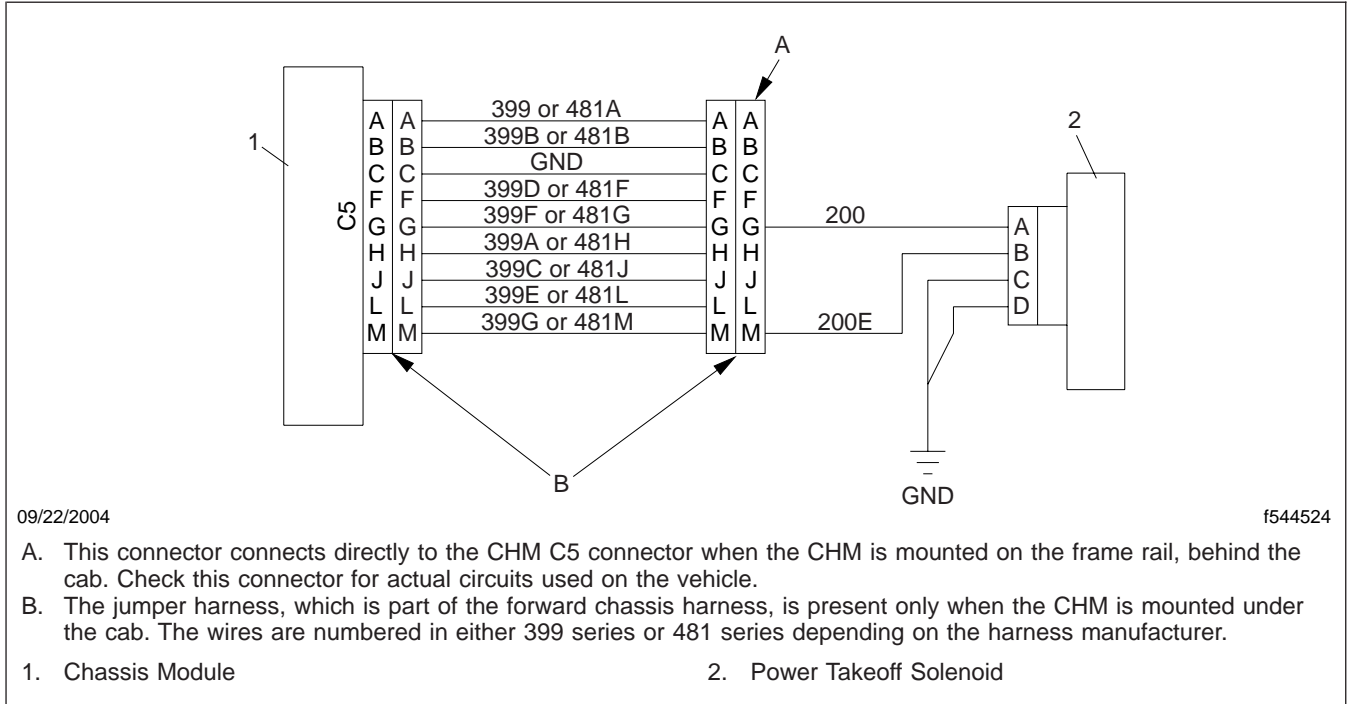 A
1
2
C5
A A 399 or 481A A A
B B 399B or 481B B B
C C GND C C
F F 399D or 481F F F
G G 399F or 481G G G 200 A
H H 399A or 481H H H B
J J 399C or 481J J J C
L L 399E or 481L L L D
M M 399G or 481M M M 200E
B
GND
09/22/2004
f544524
A. This connector connects directly to the CHM C5 connector when the CHM is mounted on the frame rail, behind the
cab. Check this connector for actual circuits used on the vehicle.
B. The jumper harness, which is part of the forward chassis harness, is present only when the CHM is mounted under
the cab. The wires are numbered in either 399 series or 481 series depending on the harness manufacturer.
1. Chassis Module
2. Power Takeoff Solenoid